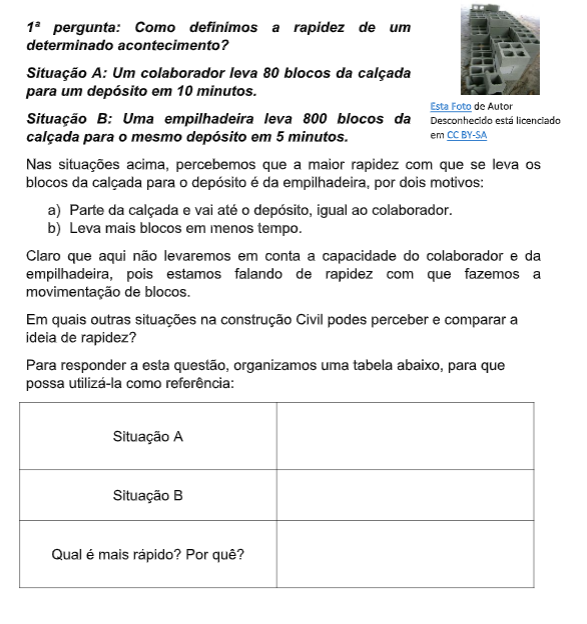 1ª pergunta: Como definimos a rapidez de um
determinado acontecimento?
Situação A: Um colaborador leva 80 blocos da calçada
para um depósito em 10 minutos.
Situação B: Uma empilhadeira leva 800 blocos da
calçada para o mesmo depósito em 5 minutos.
Esta Foto de Autor
Desconhecido está licenciado
em CC BY-SA
Nas situações acima, percebemos que a maior rapidez com que se leva os
blocos da calçada para o depósito é da empilhadeira, por dois motivos:
a) Parte da calçada e vai até o depósito, igual ao colaborador.
b) Leva mais blocos em menos tempo.
Claro que aqui não levaremos em conta a capacidade do colaborador e da
empilhadeira, pois estamos falando de rapidez com que fazemos a
movimentação de blocos.
Em quais outras situações na construção Civil podes perceber e comparar a
ideia de rapidez?
Para responder a esta questão, organizamos uma tabela abaixo, para que
possa utilizá-la como referência:
Situação A
Situação B
Qual é mais rápido? Por quê?